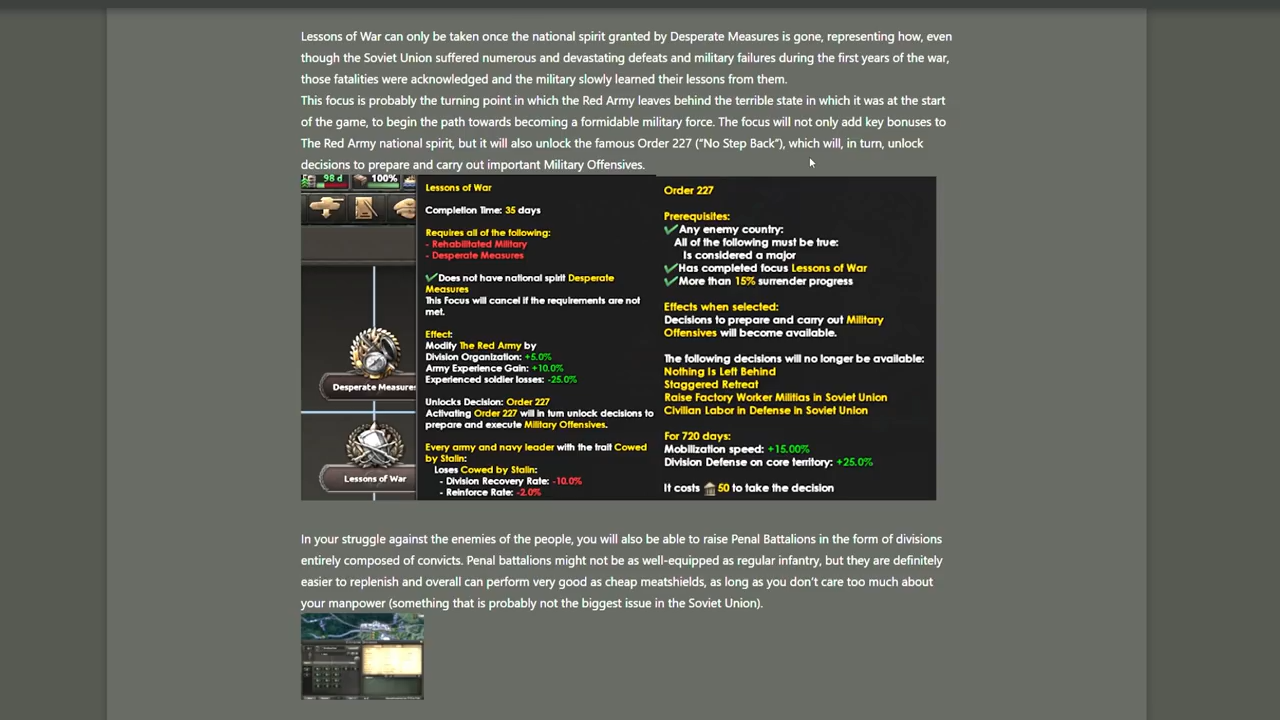 Lessons of War can only be taken once the national spirit granted by Desperate Measures is gone, representing how, even
though the Soviet Union suffered numerous and devastating defeats and military failures during the first years of the war,
those fatalities were acknowledged and the military slowly learned their lessons from them.
This focus is probably the turning point in which the Red Army leaves behind the terrible state in which it was at the start
of the game, to begin the path towards becoming a formidable military force. The focus will not only add key bonuses to
The Red Army national spirit, but it will also unlock the famous Order 227 (“No Step Back”), which will, in turn, unlock
decisions to prepare and carry out important Military Offensives.
98 d
100%
Desperate Measures
Lessons of War
Lessons of War
Completion Time: 35 days
Requires all of the following:
- Rehabilitated Military
- Desperate Measures
Does not have national spirit Desperate
Measures
This Focus will cancel if the requirements are not
met.
Effect:
Modify The Red Army by
Division Organization: +5.0%
Army Experience Gain: +10.0%
Experienced soldier losses: -25.0%
Unlocks Decision: Order 227
Activating Order 227 will in turn unlock decisions to
prepare and execute Military Offensives.
Every army and navy leader with the trait Cowed
by Stalin:
Loses Cowed by Stalin:
- Division Recovery Rate: -10.0%
- Reinforce Rate: -2.0%
Order 227
Prerequisites:
Any enemy country:
All of the following must be true:
Is considered a major
Has completed focus Lessons of War
More than 15% surrender progress
Effects when selected:
Decisions to prepare and carry out Military
Offensives will become available.
The following decisions will no longer be available:
Nothing Is Left Behind
Staggered Retreat
Raise Factory Worker Militias in Soviet Union
Civilian Labor in Defense in Soviet Union
For 720 days:
Mobilization speed: +15.00%
Division Defense on core territory: +25.0%
It costs 50 to take the decision
In your struggle against the enemies of the people, you will also be able to raise Penal Battalions in the form of divisions
entirely composed of convicts. Penal battalions might not be as well-equipped as regular infantry, but they are definitely
easier to replenish and overall can perform very good as cheap meatshields, as long as you don’t care too much about
your manpower (something that is probably not the biggest issue in the Soviet Union).